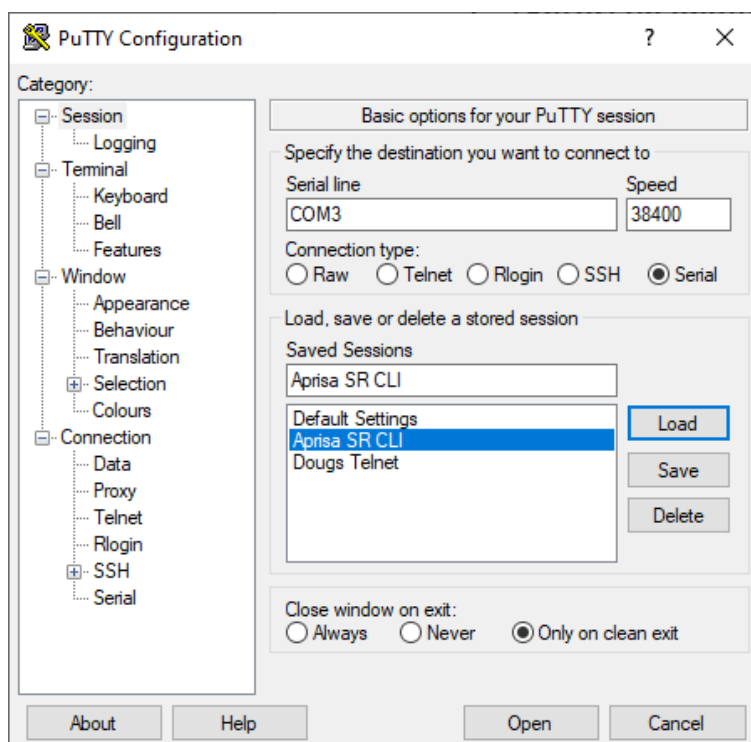 PuTTY Configuration
?
Category:
Session
Logging
Terminal
Keyboard
Bell
Features
Window
Appearance
Behaviour
Translation
Selection
Colours
Connection
Data
Proxy
Telnet
Rlogin
SSH
Serial
Basic options for your PuTTY session
Specify the destination you want to connect to
Serial line Speed
COM3 38400
Connection type:
Raw Telnet Rlogin SSH Serial
Load, save or delete a stored session
Saved Sessions
Aprisa SR CLI
Default Settings
Aprisa SR CLI
Dougs Telnet
Load
Save
Delete
Close window on exit:
Always Never Only on clean exit
About Help Open Cancel